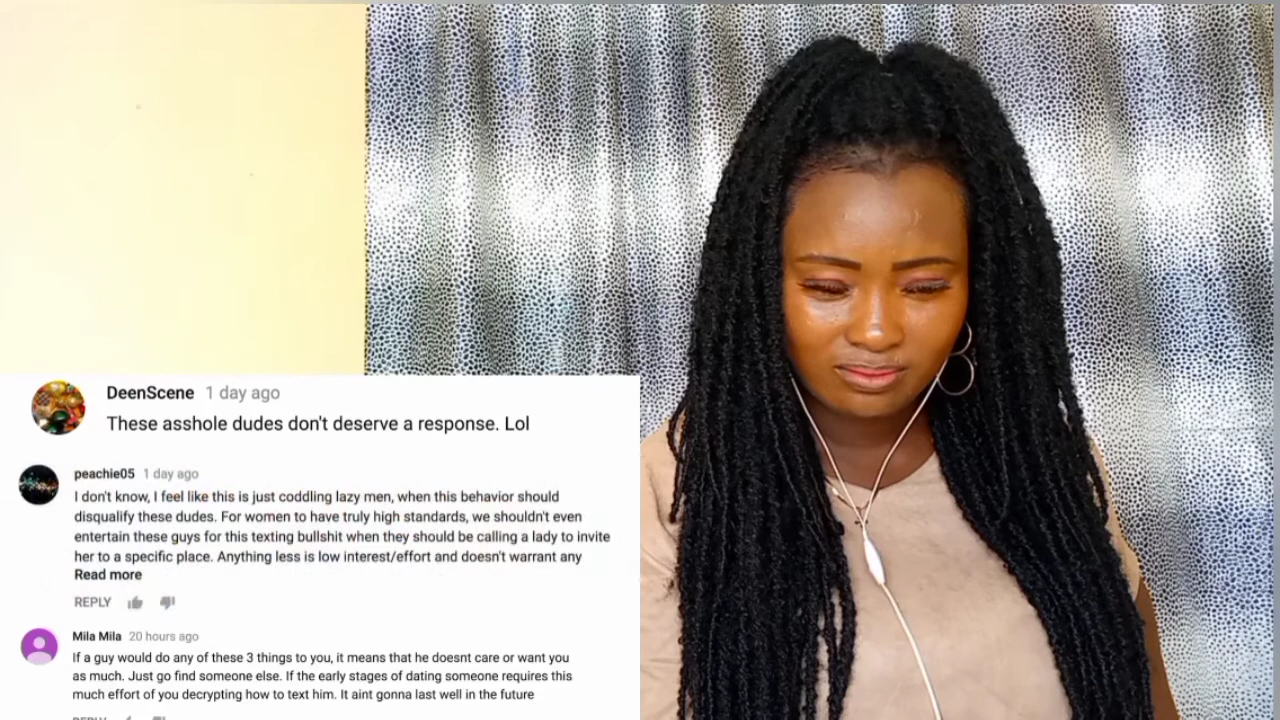 DeenScene 1 day ago
These asshole dudes don't deserve a response. Lol
peachie05 1 day ago
I don't know, I feel like this is just coddling lazy men, when this behavior should
disqualify these dudes. For women to have truly high standards, we shouldn't even
entertain these guys for this texting bullshit when they should be calling a lady to invite
her to a specific place. Anything less is low interest/effort and doesn't warrant any
Read more
REPLY
Mila Mila 20 hours ago
If a guy would do any of these 3 things to you, it means that he doesnt care or want you
as much. Just go find someone else. If the early stages of dating someone requires this
much effort of you decrypting how to text him. It aint gonna last well in the future
REPLY